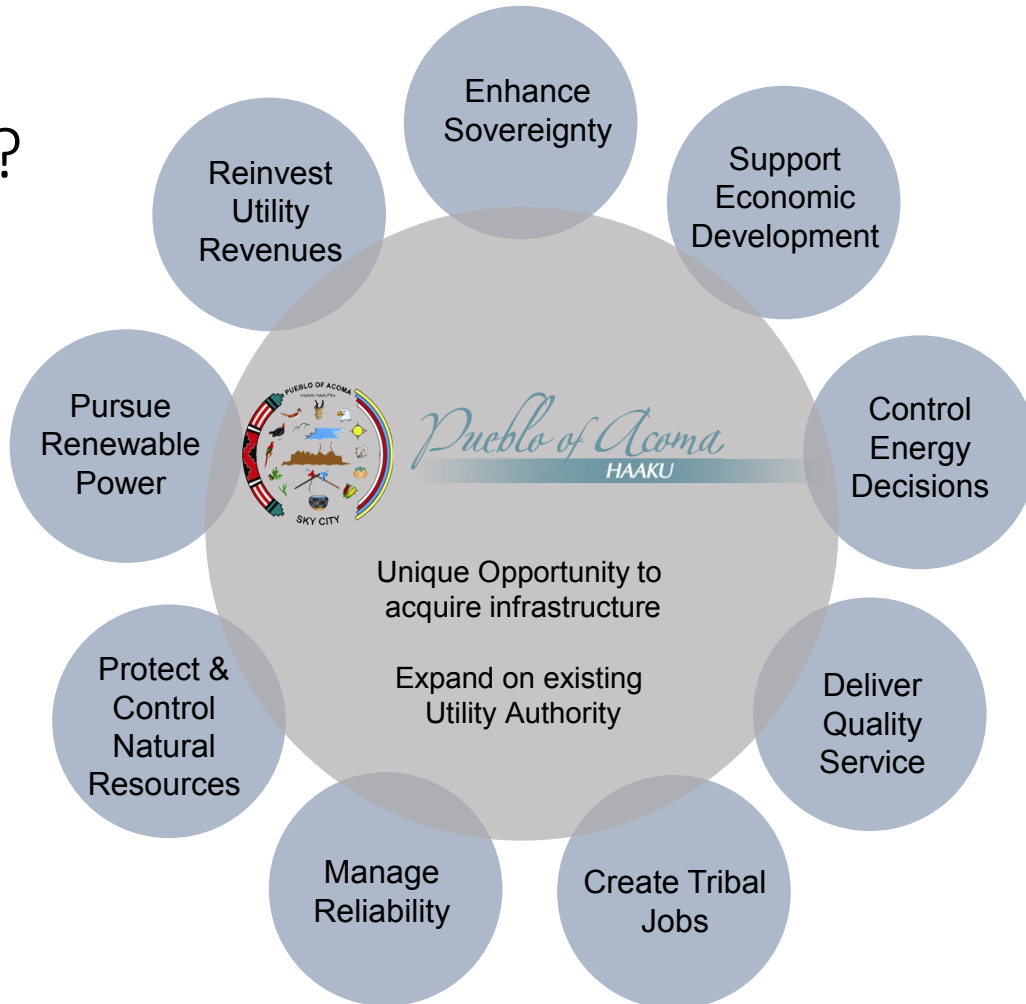 ?
Enhance
Sovereignty
Support
Economic
Development
Control
Energy
Decisions
Deliver
Quality
Service
Create Tribal
Jobs
Manage
Reliability
Protect &
Control
Natural
Resources
Pursue
Renewable
Power
Reinvest
Utility
Revenues
PUEBLO OF ACOMA
HAAKU HANUTRA
SKY CITY
Pueblo of Acoma
HAAKU
Unique Opportunity to
acquire infrastructure
Expand on existing
Utility Authority